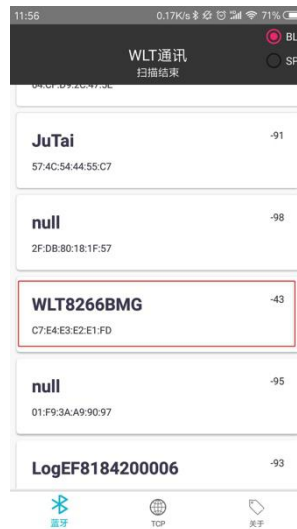 11:56 0.17K/s 71%
BL
WLT通讯
扫描结束
SP
JuTai -91
57:4C:54:44:55:C7
null -98
2F:DB:80:18:1F:57
WLT8266BMG -43
C7:E4:E3:E2:E1:FD
null -95
01:F9:3A:A9:90:97
LogEF8184200006 -93
蓝牙 TCP 关于